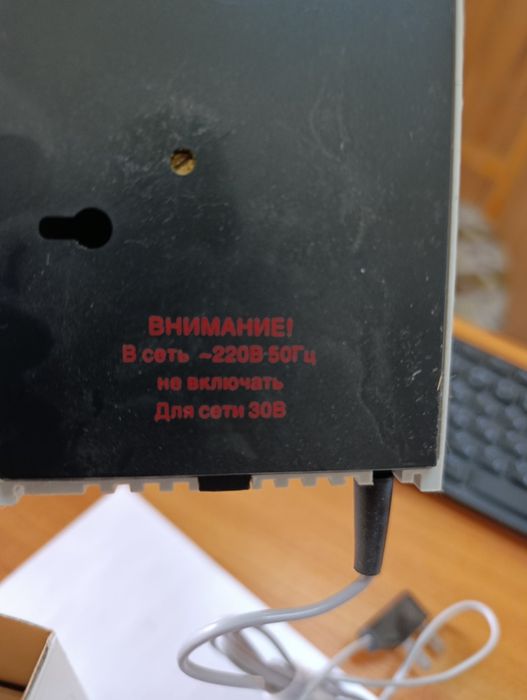 ВНИМАНИЕ!
В сеть ~220В 50Гц
не включать
Для сети 30В